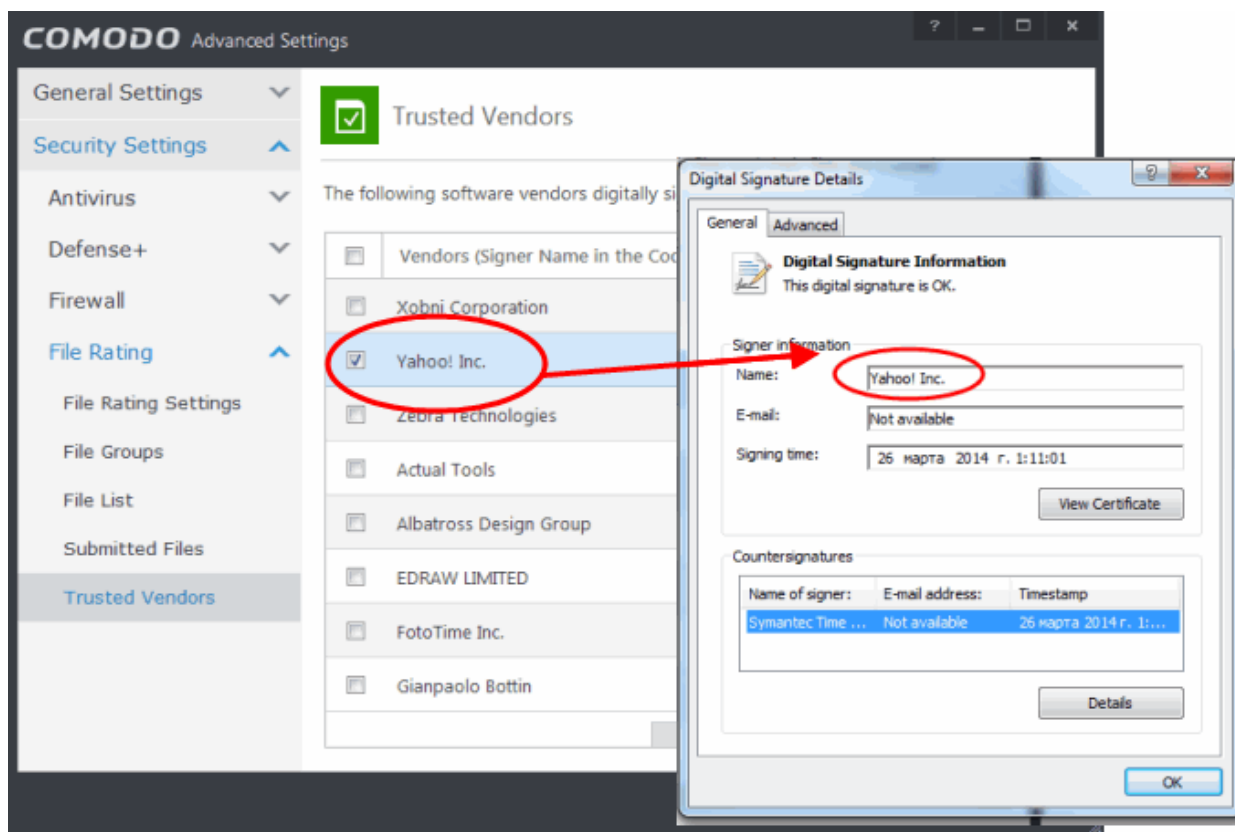 COMODO Advanced Settings
General Settings
Security Settings
Antivirus
Defense+
Firewall
File Rating
File Rating Settings
File Groups
File List
Submitted Files
Trusted Vendors
Trusted Vendors
The following software vendors digitally si
Vendors (Signer Name in the Cod
Xobni Corporation
Yahoo! Inc.
Zebra Technologies
Actual Tools
Albatross Design Group
EDRAW LIMITED
FotoTime Inc.
Gianpaolo Bottin
Digital Signature Details
General Advanced
Digital Signature Information
This digital signature is OK.
Signer information
Name: Yahoo! Inc.
E-mail: Not available
Signing time: 26 марта 2014 г. 1:11:01
View Certificate
Countersignatures
Name of signer: E-mail address: Timestamp
Symantec Time ... Not available 26 марта 2014 г. 1:...
Details
OK